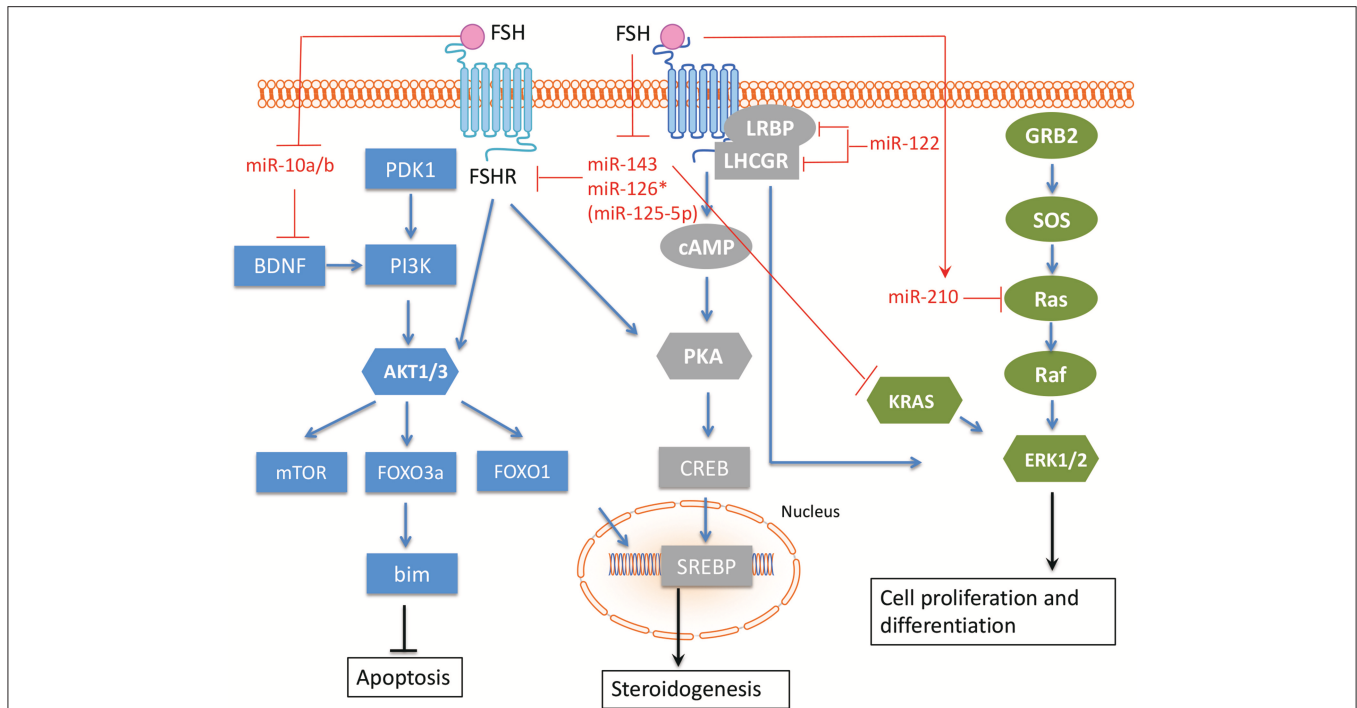 FSH
FSH
LRBP
LHCGR
miR-122
GRB2
miR-10a/b
PDK1
FSHR
miR-143
miR-126*
(miR-125-5p)
SOS
cAMP
BDNF
PI3K
miR-210
Ras
PKA
AKT1/3
Raf
KRAS
mTOR
FOXO3a
FOXO1
CREB
ERK1/2
Nucleus
bim
SREBP
Cell proliferation and
differentiation
Apoptosis
Steroidogenesis